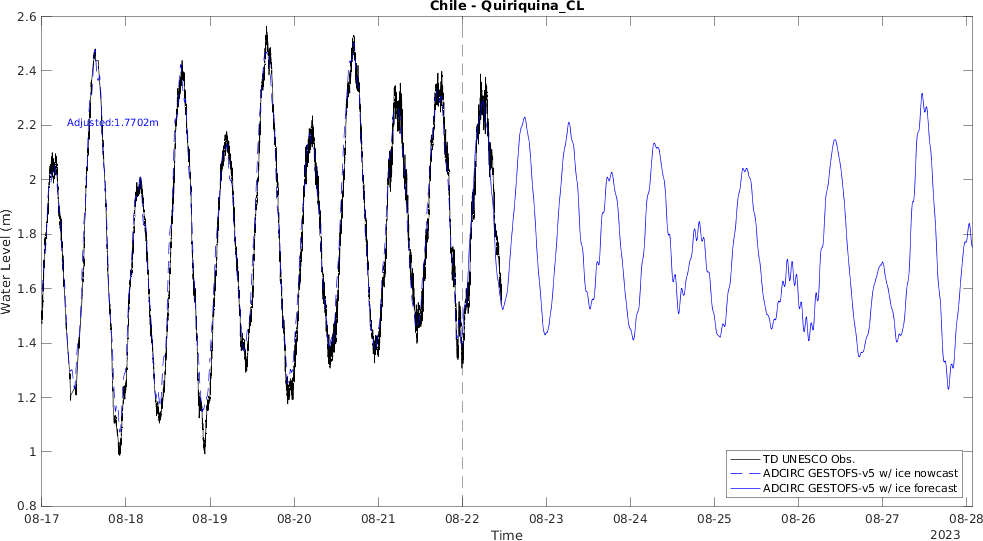 Chile - Quiriquina_CL
2.6
2.4
2.2
2
1.8
1.6
1.4
1.2
1
0.8
Water Level (m)
Adjusted:1.7702m
TD UNESCO Obs.
ADCIRC GESTOFS-v5 w/ ice nowcast
ADCIRC GESTOFS-v5 w/ ice forecast
08-17 08-18 08-19 08-20 08-21 08-22 08-23 08-24 08-25 08-26 08-27 08-28
Time
2023